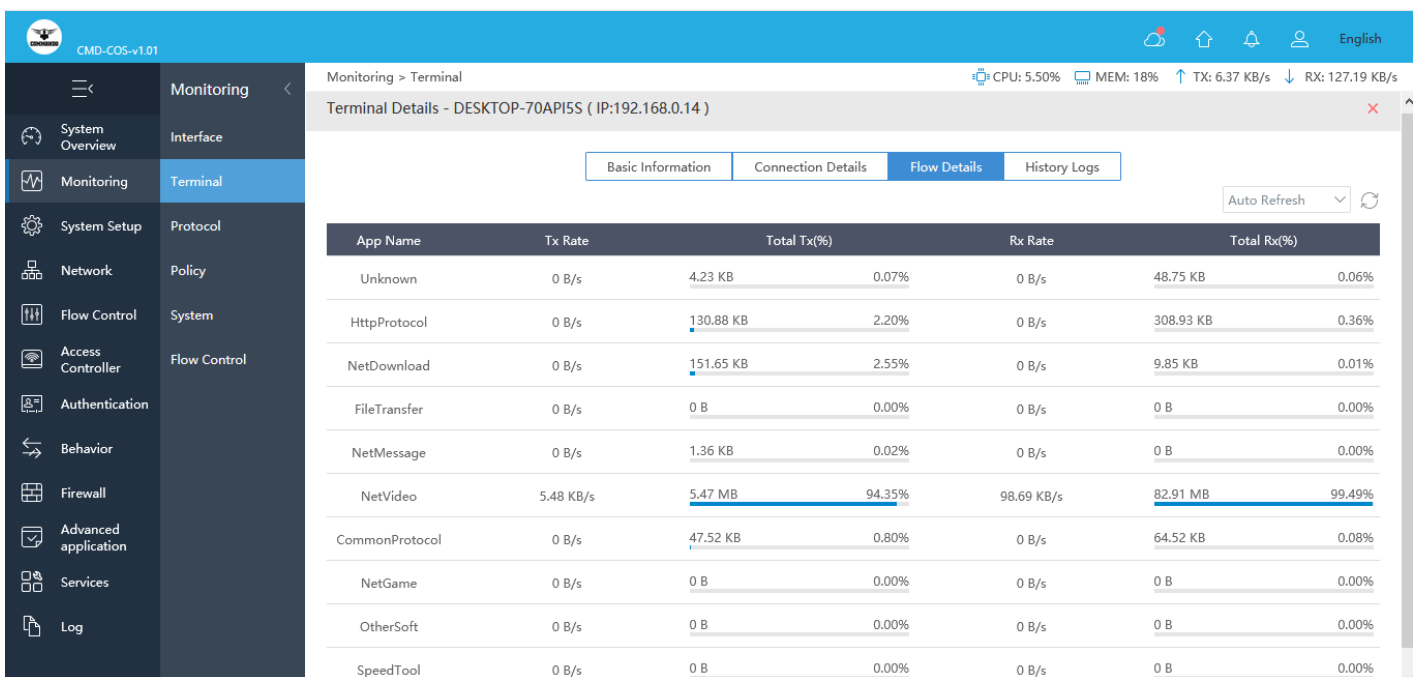 COMMANDO
CMD-COS-v1.01
English
Monitoring
Monitoring > Terminal
CPU: 5.50% MEM: 18% TX: 6.37 KB/s RX: 127.19 KB/s
Terminal Details - DESKTOP-70API5S ( IP:192.168.0.14 )
System
Overview
Monitoring
System Setup
Network
Flow Control
Access
Controller
Authentication
Behavior
Firewall
Advanced
application
Services
Log
Interface
Terminal
Protocol
Policy
System
Flow Control
Basic Information Connection Details Flow Details History Logs
Auto Refresh
App Name Tx Rate Total Tx(%) Rx Rate Total Rx(%)
Unknown 0 B/s 4.23 KB 0.07% 0 B/s 48.75 KB 0.06%
HttpProtocol 0 B/s 130.88 KB 2.20% 0 B/s 308.93 KB 0.36%
NetDownload 0 B/s 151.65 KB 2.55% 0 B/s 9.85 KB 0.01%
FileTransfer 0 B/s 0 B 0.00% 0 B/s 0 B 0.00%
NetMessage 0 B/s 1.36 KB 0.02% 0 B/s 0 B 0.00%
NetVideo 5.48 KB/s 5.47 MB 94.35% 98.69 KB/s 82.91 MB 99.49%
CommonProtocol 0 B/s 47.52 KB 0.80% 0 B/s 64.52 KB 0.08%
NetGame 0 B/s 0 B 0.00% 0 B/s 0 B 0.00%
OtherSoft 0 B/s 0 B 0.00% 0 B/s 0 B 0.00%
SpeedTool 0 B/s 0 B 0.00% 0 B/s 0 B 0.00%